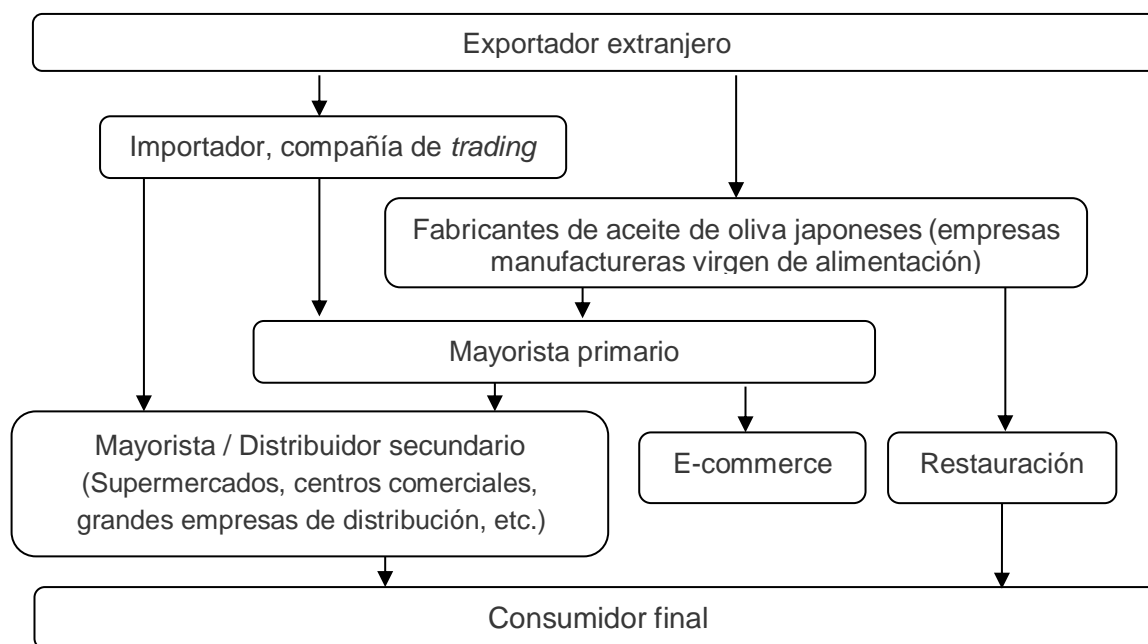 Exportador extranjero
Importador, compañía de trading
Fabricantes de aceite de oliva japoneses (empresas
manufactureras virgen de alimentación)
Mayorista primario
Mayorista / Distribuidor secundario
(Supermercados, centros comerciales,
grandes empresas de distribución, etc.)
E-commerce
Restauración
Consumidor final